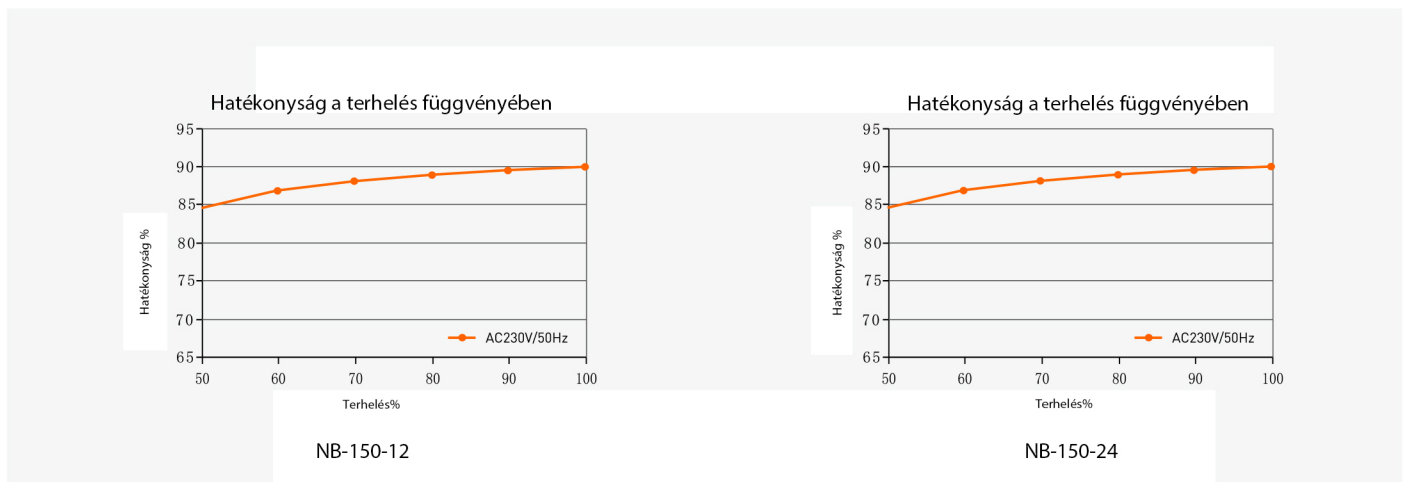 Hatékonyság a terhelés függvényében
95
90
85
80
75
70
65
Hatékonyság %
AC230V/50Hz
50 60 70 80 90 100
Terhelés%
NB-150-12
Hatékonyság a terhelés függvényében
95
90
85
80
75
70
65
Hatékonyság %
AC230V/50Hz
50 60 70 80 90 100
Terhelés%
NB-150-24